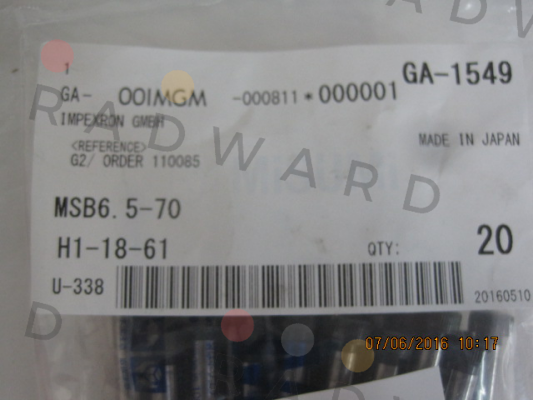 1
GA-1549
GA- 00IMGM -000811*000001
IMPEXRON GMBH
MADE IN JAPAN
<REFERENCE>
G2/ ORDER 110085
MSB6.5-70
H1-18-61
QTY: 20
U-338
20160510
07/06/2016 10:17
RADWARD
RADWARD
D